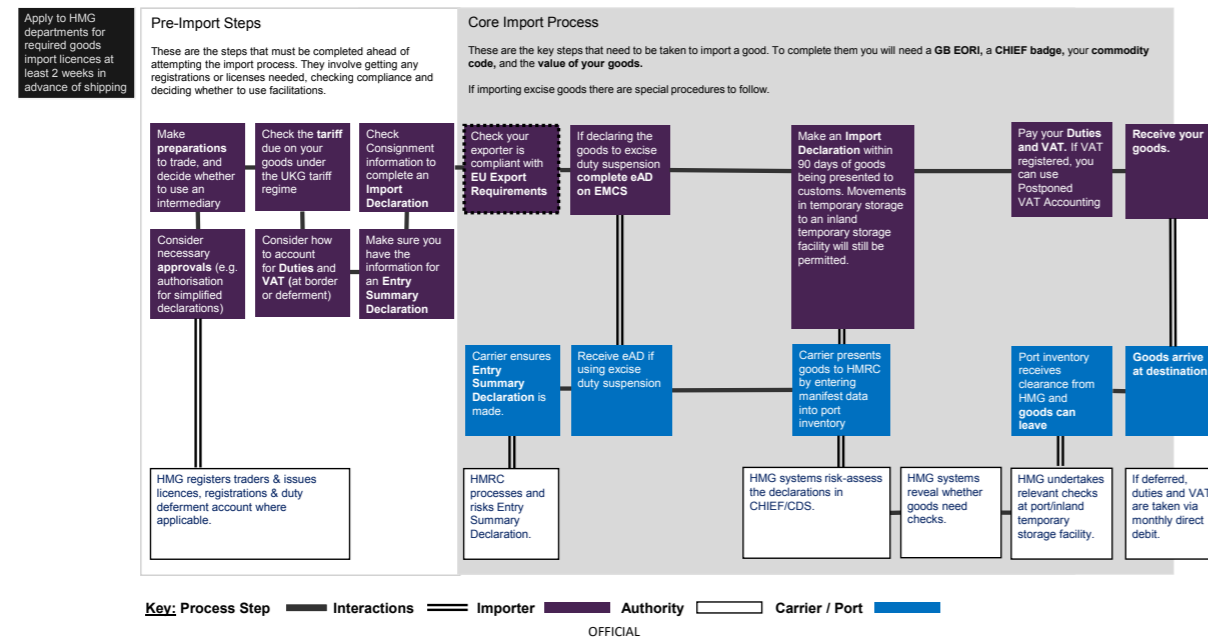 Apply to HMG
departments for
required goods
import licences at
least 2 weeks in
advance of shipping
Pre-Import Steps
These are the steps that must be completed ahead of
attempting the import process. They involve getting any
registrations or licenses needed, checking compliance and
deciding whether to use facilitations.
Core Import Process
These are the key steps that need to be taken to import a good. To complete them you will need a GB EORI, a CHIEF badge, your commodity
code, and the value of your goods.
If importing excise goods there are special procedures to follow.
Make
preparations
to trade, and
decide whether
to use an
intermediary
Check the tariff
due on your
goods under
the UKG tariff
regime
Check
Consignment
information to
complete an
Import
Declaration
Check your
exporter is
compliant with
EU Export
Requirements
If declaring the
goods to excise
duty suspension
complete eAD
on EMCS
Make an Import
Declaration within
90 days of goods
being presented to
customs. Movements
in temporary storage
to an inland
temporary storage
facility will still be
permitted.
Pay your Duties
and VAT. If VAT
registered, you
can use
Postponed
VAT Accounting
Receive your
goods.
Consider
necessary
approvals (e.g.
authorisation
for simplified
declarations)
Consider how
to account
for Duties and
VAT (at border
or deferment)
Make sure you
have the
information for
an Entry
Summary
Declaration
Carrier ensures
Entry
Summary
Declaration is
made.
Receive eAD if
using excise
duty suspension
Carrier presents
goods to HMRC
by entering
manifest data
into port
inventory
Port inventory
receives
clearance from
HMG and
goods can
leave
Goods arrive
at destination
HMG registers traders & issues
licences, registrations & duty
deferment account where
applicable.
HMRC
processes and
risks Entry
Summary
Declaration.
HMG systems risk-assess
the declarations in
CHIEF/CDS.
HMG systems
reveal whether
goods need
checks.
HMG undertakes
relevant checks
at port/inland
temporary
storage facility.
If deferred,
duties and VAT
are taken via
monthly direct
debit.
Key: Process Step Interactions Importer Authority Carrier / Port
OFFICIAL